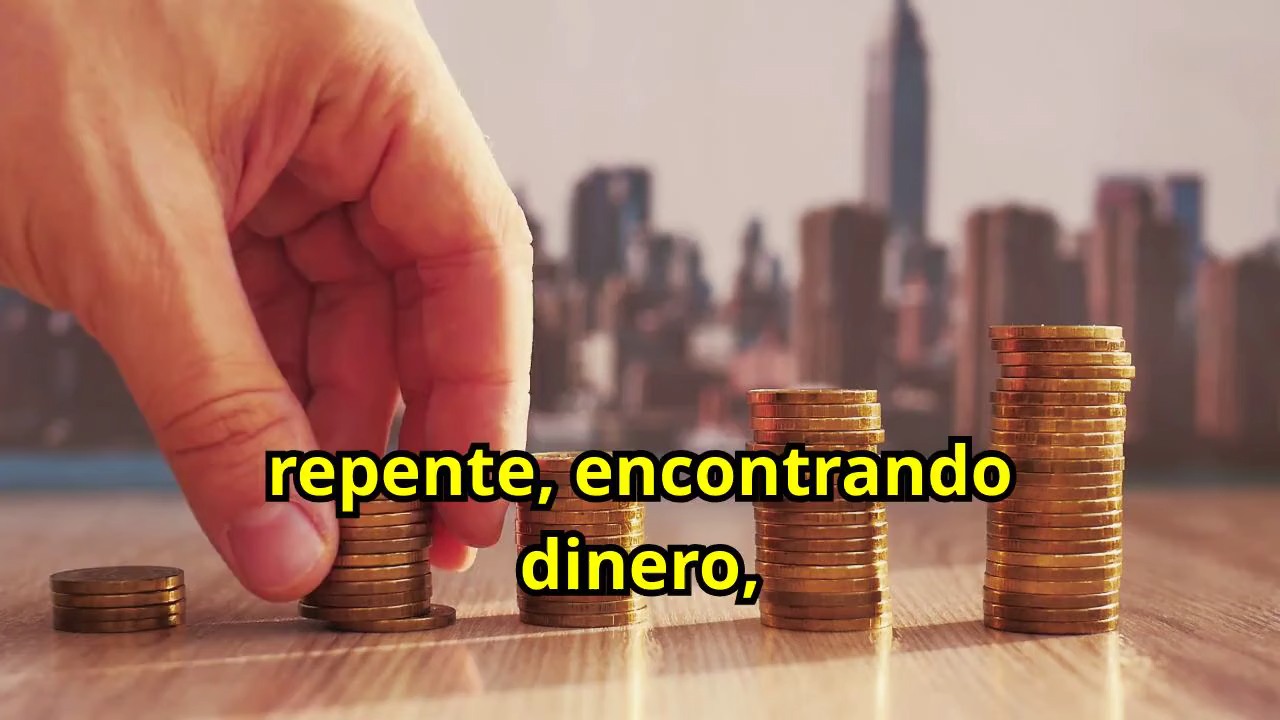 repente, encontrando
dinero,